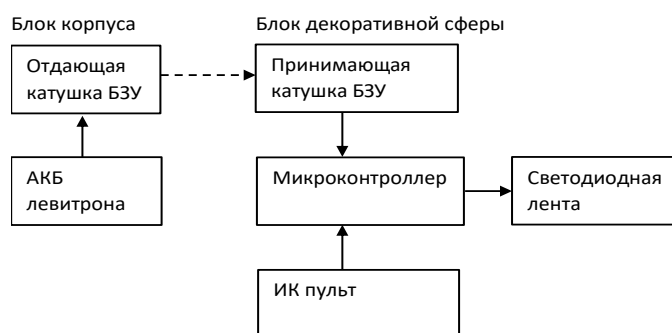 Блок корпуса
Блок декоративной сферы
Отдающая
катушка БЗУ
Принимающая
катушка БЗУ
АКБ
левитрона
Микроконтроллер
Светодиодная
лента
ИК пульт